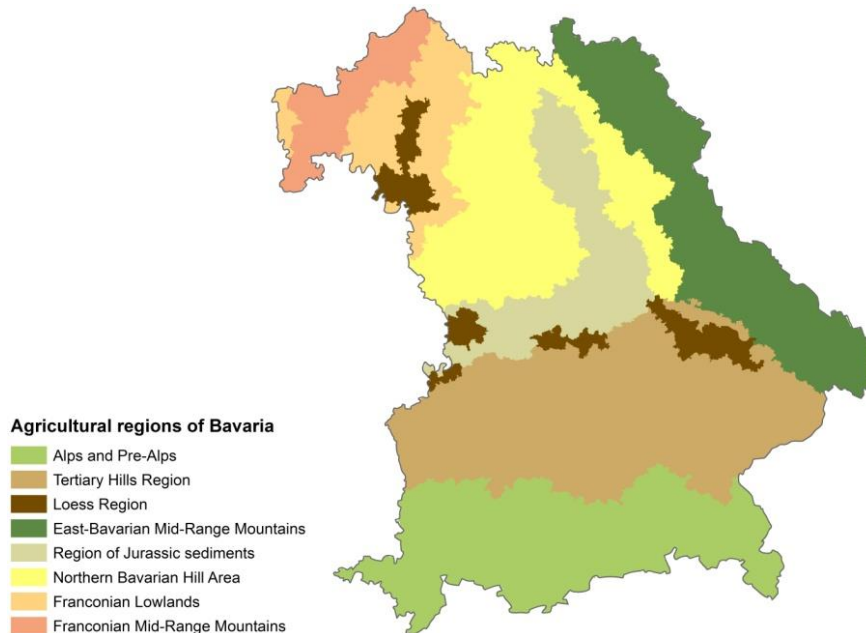 Agricultural regions of Bavaria
Alps and Pre-Alps
Tertiary Hills Region
Loess Region
East-Bavarian Mid-Range Mountains
Region of Jurassic sediments
Northern Bavarian Hill Area
Franconian Lowlands
Franconian Mid-Range Mountains